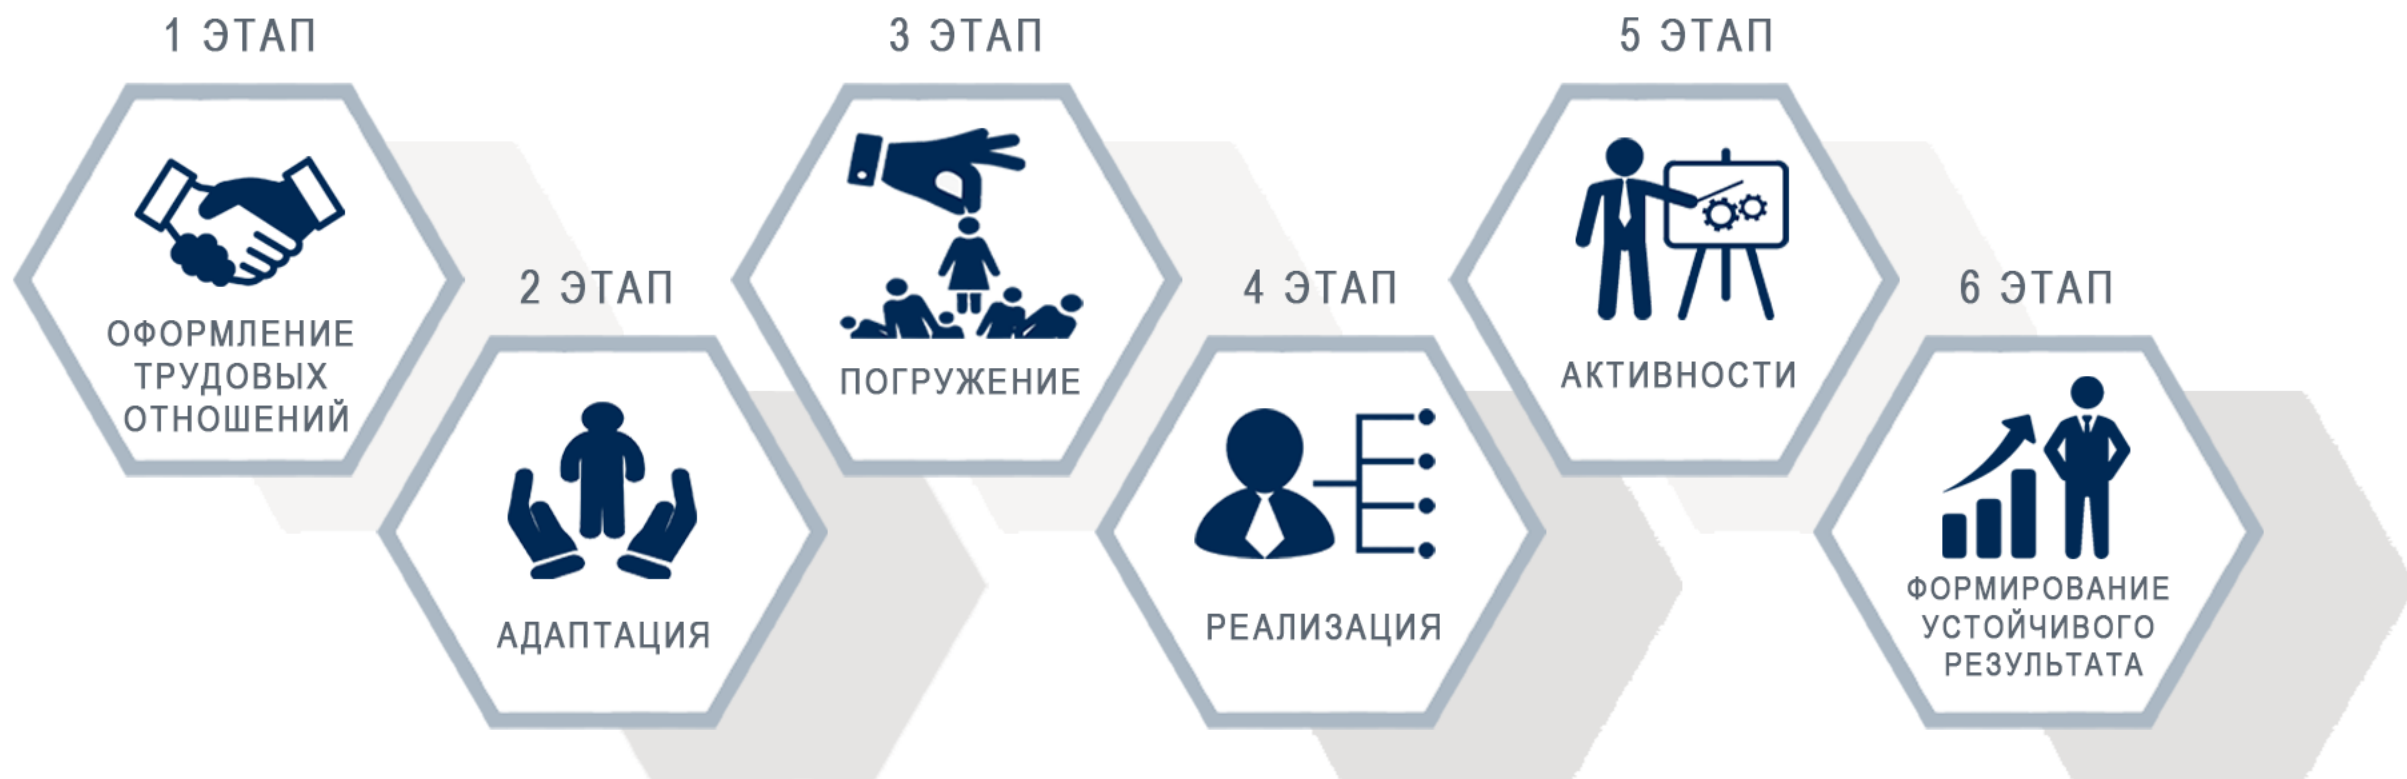 1 ЭТАП
ОФОРМЛЕНИЕ
ТРУДОВЫХ
ОТНОШЕНИЙ
2 ЭТАП
АДАПТАЦИЯ
3 ЭТАП
ПОГРУЖЕНИЕ
4 ЭТАП
РЕАЛИЗАЦИЯ
5 ЭТАП
АКТИВНОСТИ
6 ЭТАП
ФОРМИРОВАНИЕ
УСТОЙЧИВОГО
РЕЗУЛЬТАТА